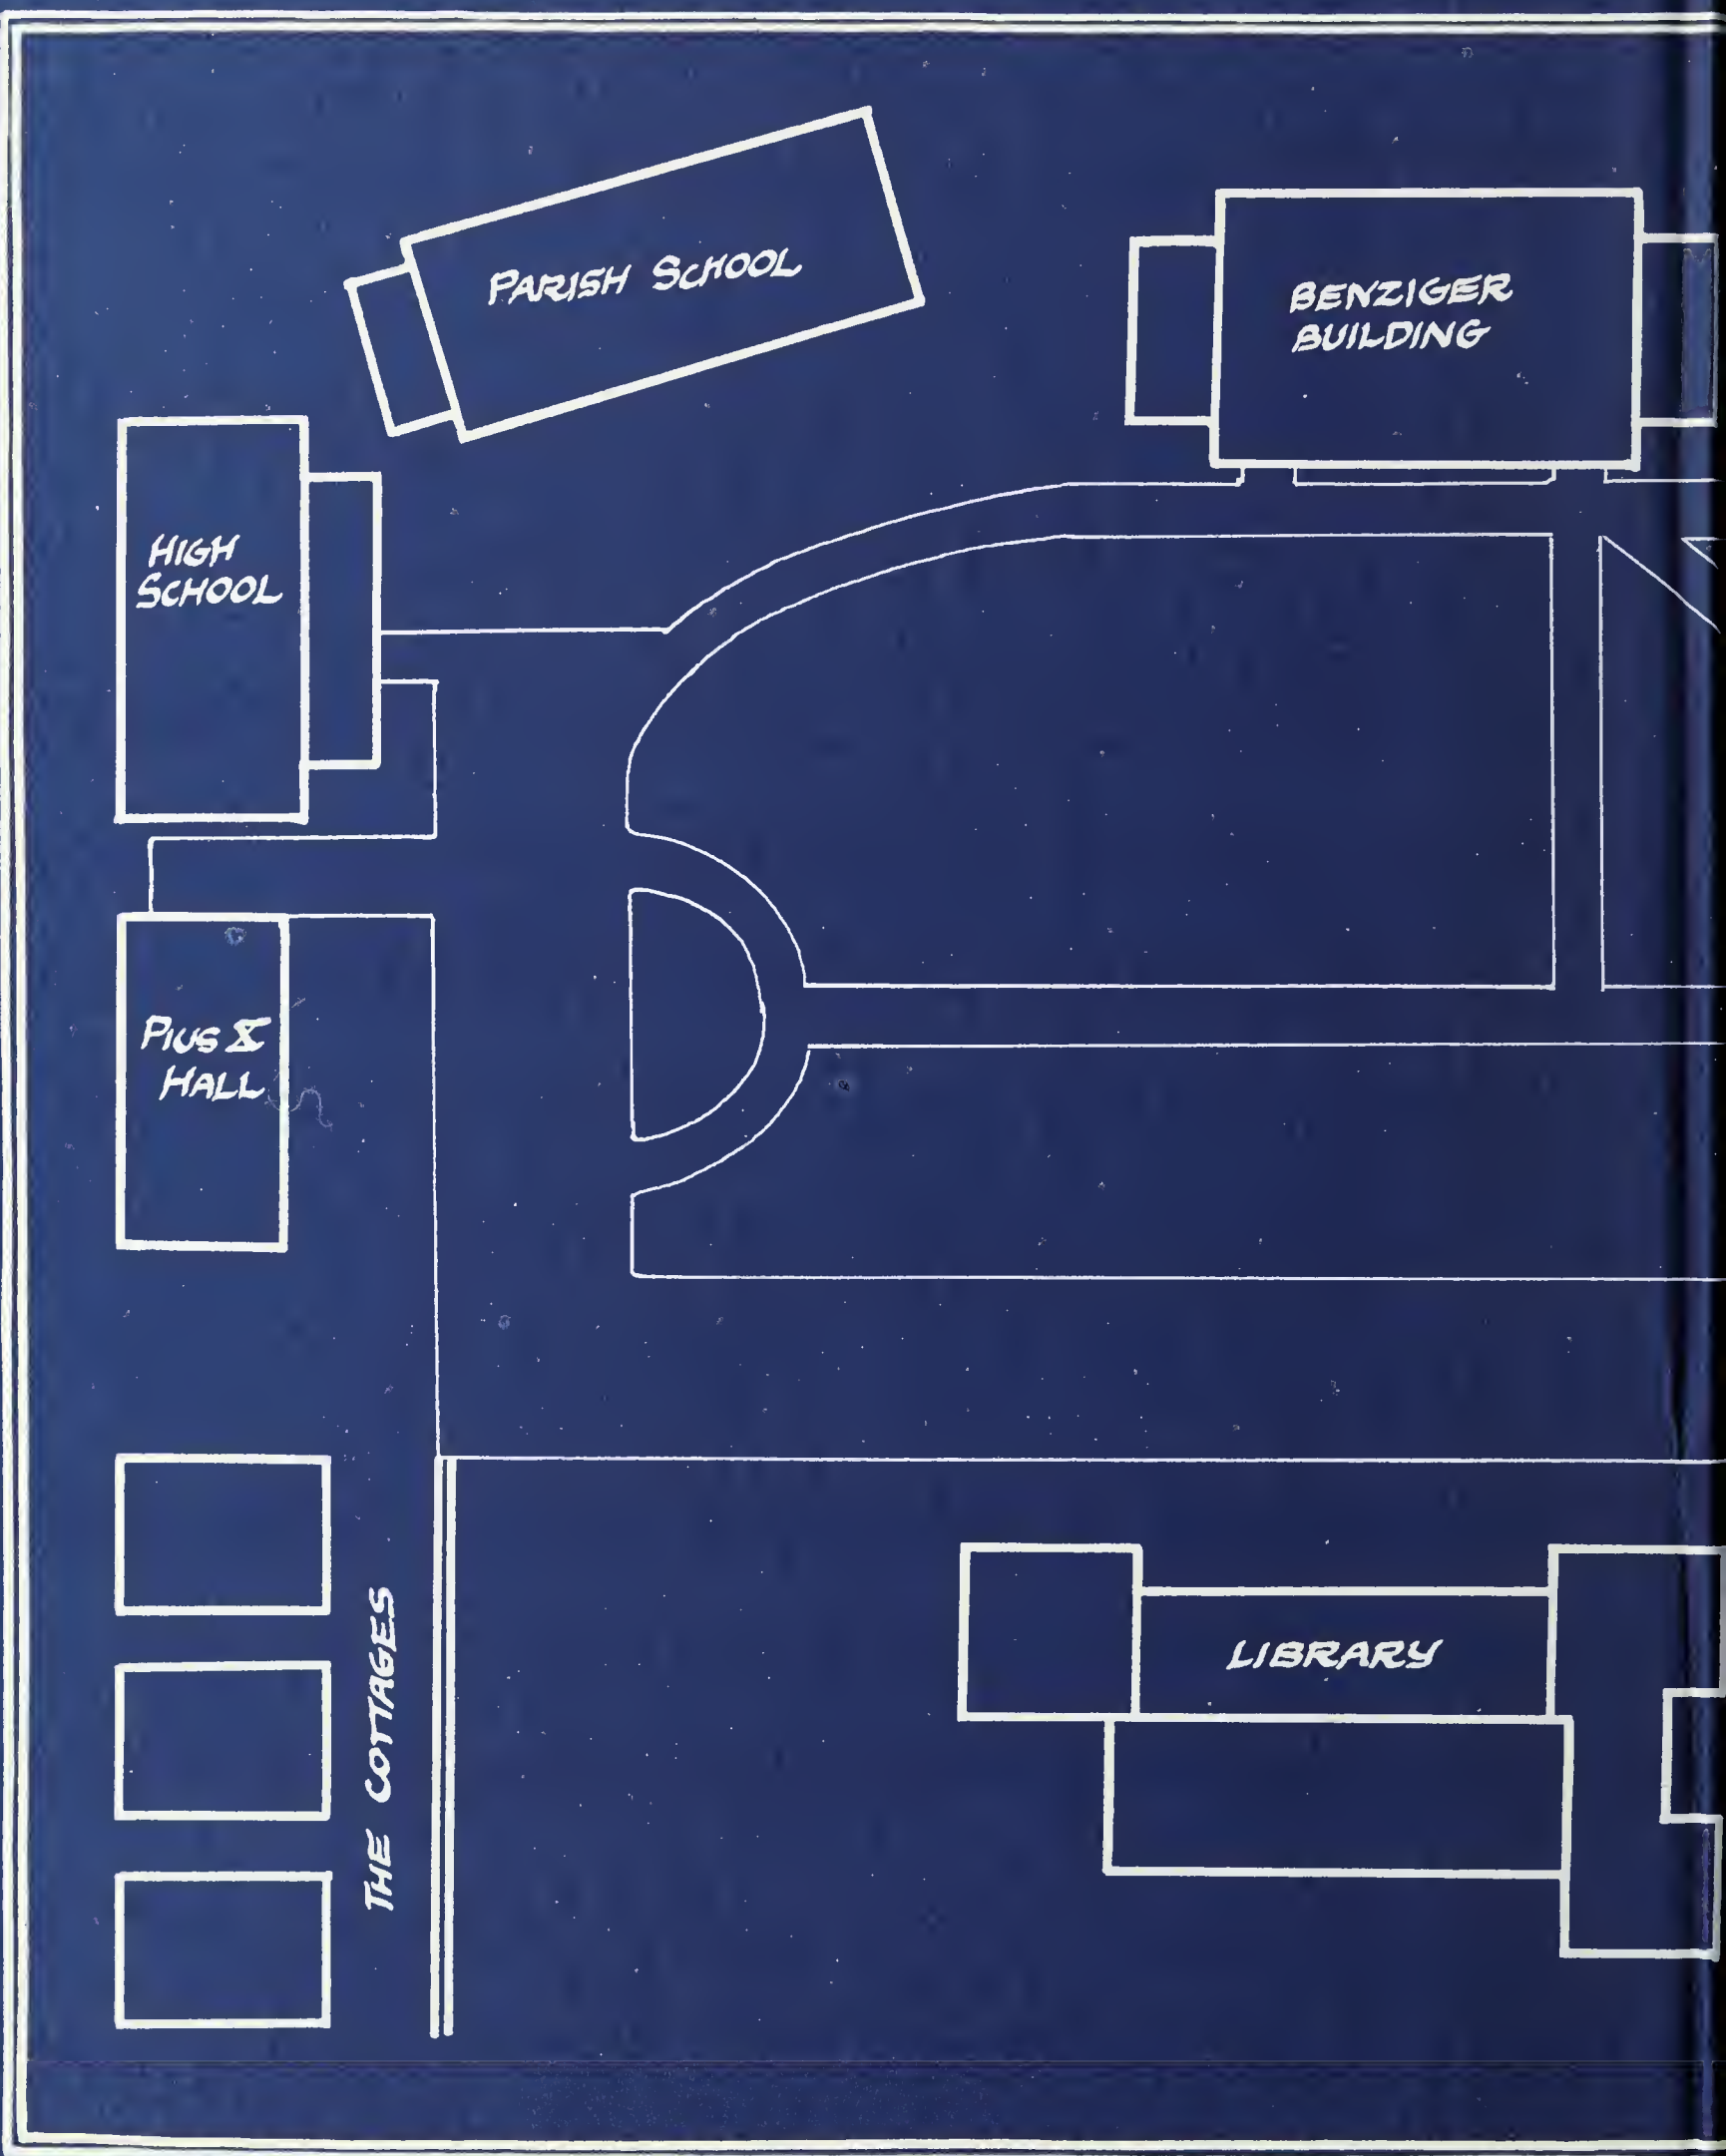 PARISH SCHOOL
BENZIGER
BUILDING
HIGH
SCHOOL
PIUS X
HALL
THE COTTAGES
LIBRARY